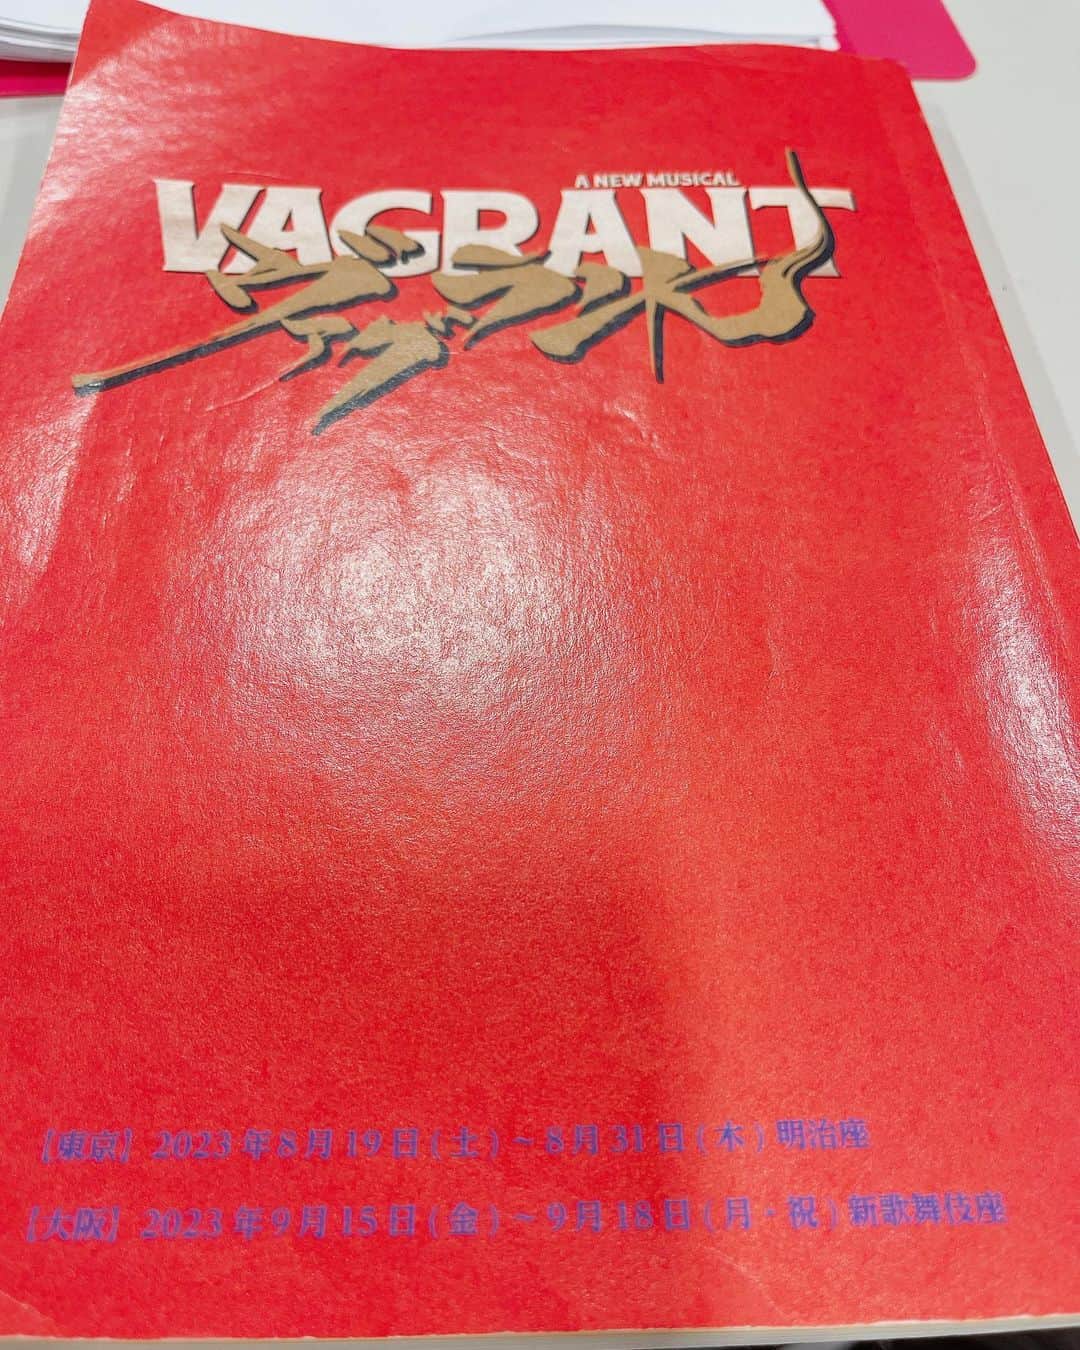 A NEW MUSICAL
VAGRANT
ヴァグラント
【東京】2023年8月19日(土)~8月31日(木)明治座
【大阪】2023年9月15日(金)~9月18日(月・祝)新歌舞伎座